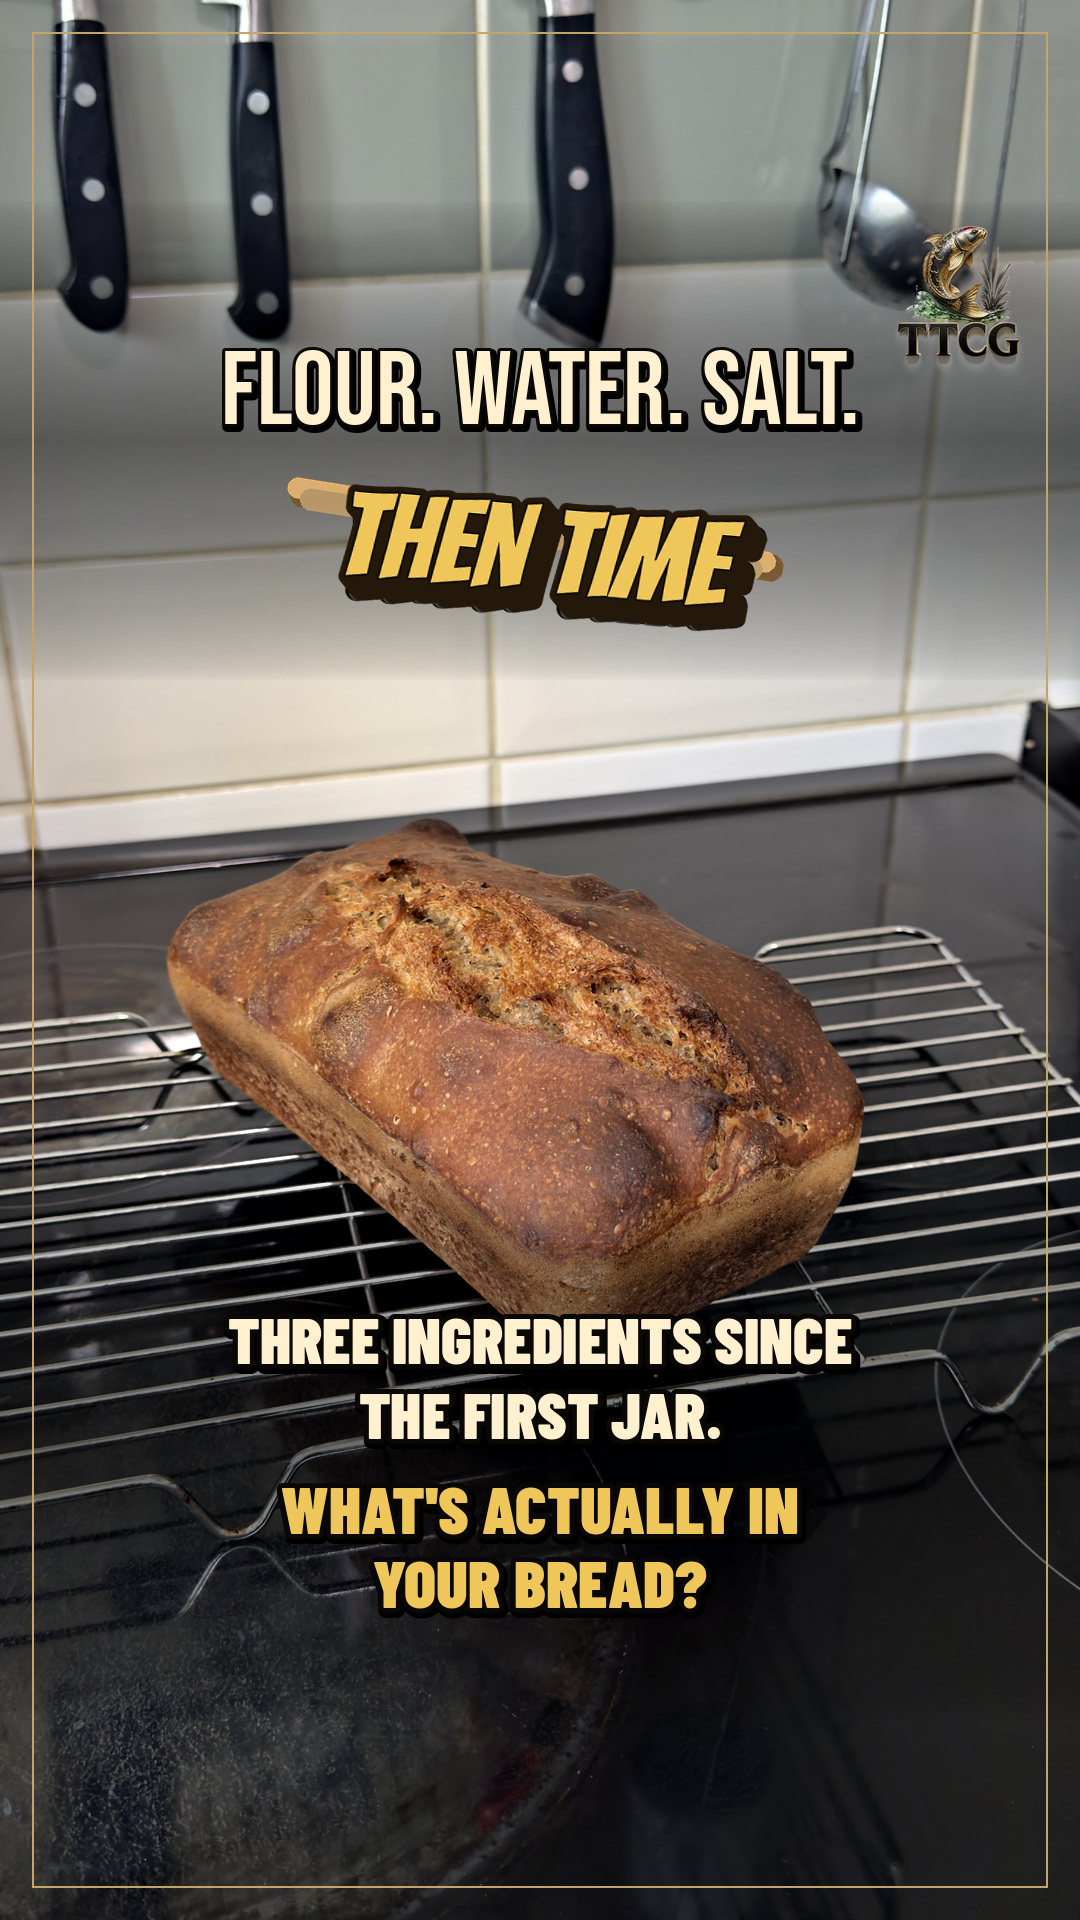 TTCG
FLOUR. WATER. SALT.
THEN TIME
THREE INGREDIENTS SINCE
THE FIRST JAR.
WHAT'S ACTUALLY IN
YOUR BREAD?